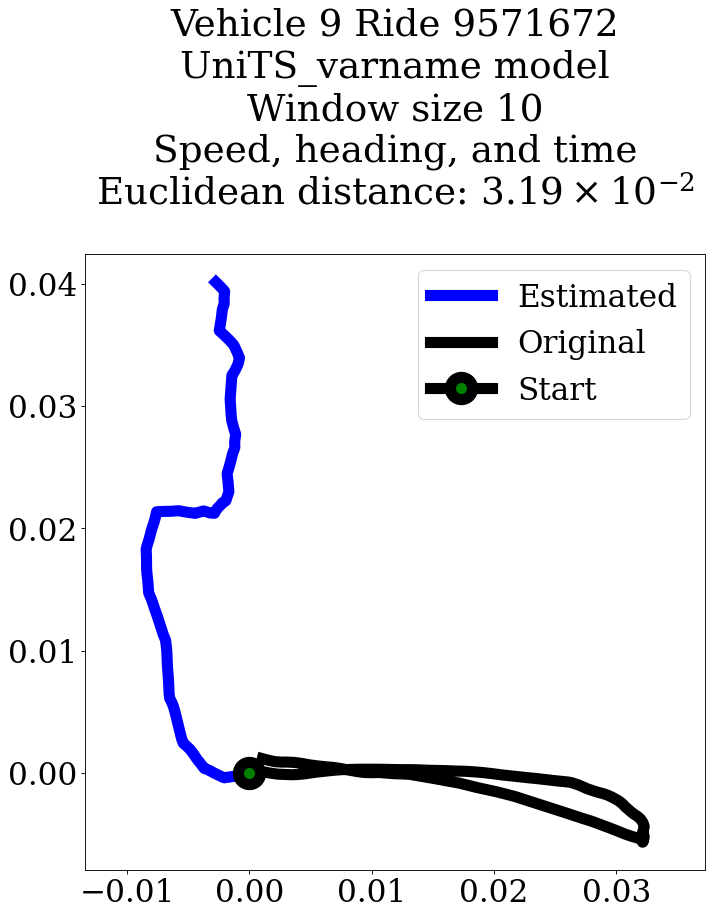 Vehicle 9 Ride 9571672
UniTS_varname model
Window size 10
Speed, heading, and time
Euclidean distance: 3.19 × 10⁻²
Estimated
Original
Start
0.04
0.03
0.02
0.01
0.00
−0.01 0.00 0.01 0.02 0.03